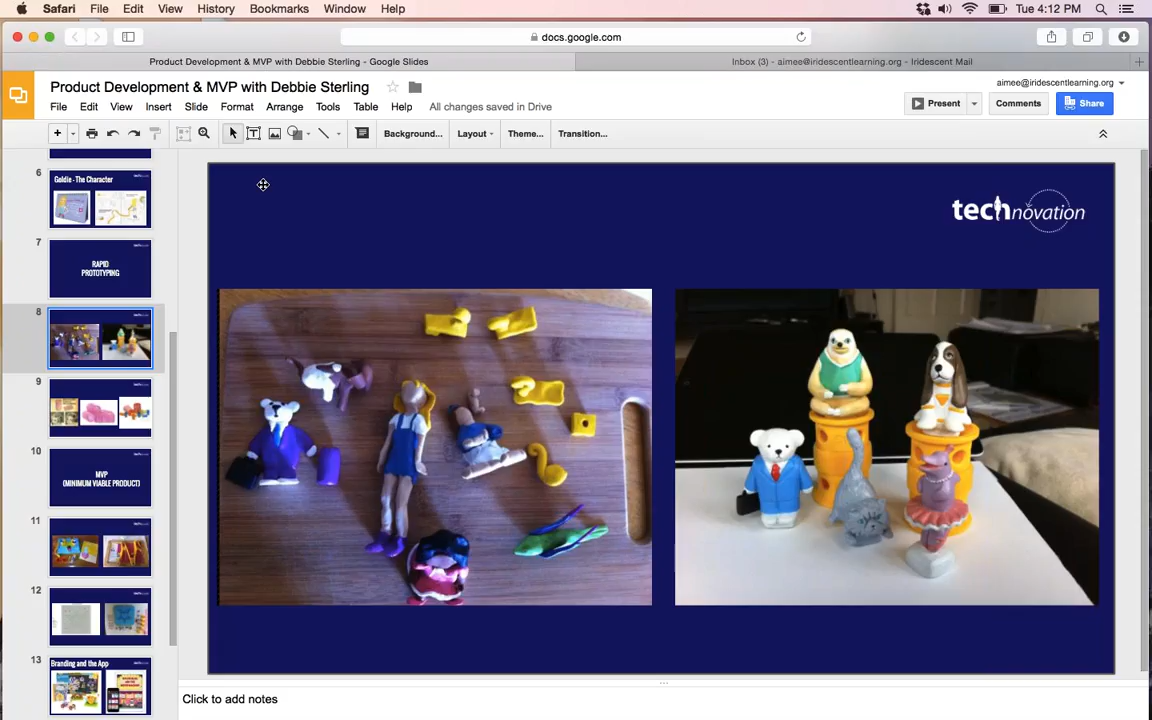 Safari File Edit View History Bookmarks Window Help Tue 4:12 PM
docs.google.com
Product Development & MVP with Debbie Sterling - Google Slides
Inbox (3) - aimee@iridescentlearning.org - Iridescent Mail
Product Development & MVP with Debbie Sterling
aimee@iridescentlearning.org
File Edit View Insert Slide Format Arrange Tools Table Help All changes saved in Drive
Present Comments Share
Background... Layout Theme... Transition...
6
Goldie - The Character
7
RAPID
PROTOTYPING
8
9
10
MVP
(MINIMUM VIABLE PRODUCT)
11
12
13
Branding and the App
technovation
Click to add notes